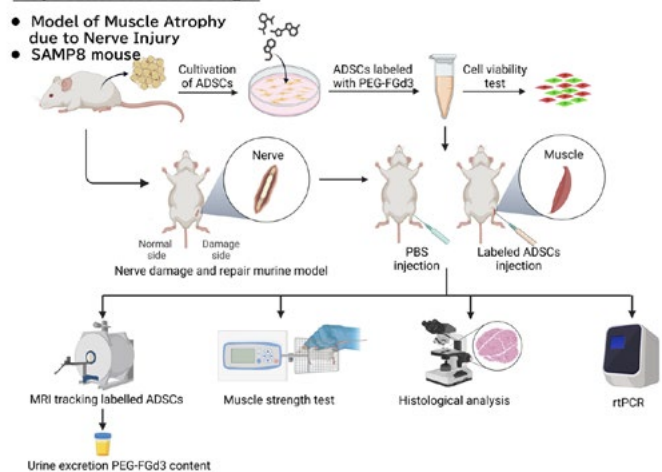 ● Model of Muscle Atrophy
due to Nerve Injury
● SAMP8 mouse
Cultivation
of ADSCs
ADSCs labeled
with PEG-FGd3
Cell viability
test
Nerve
Muscle
Normal
side
Damage
side
Nerve damage and repair murine model
PBS
injection
Labeled ADSCs
injection
MRI tracking labelled ADSCs
Muscle strength test
Histological analysis
rtPCR
Urine excretion PEG-FGd3 content